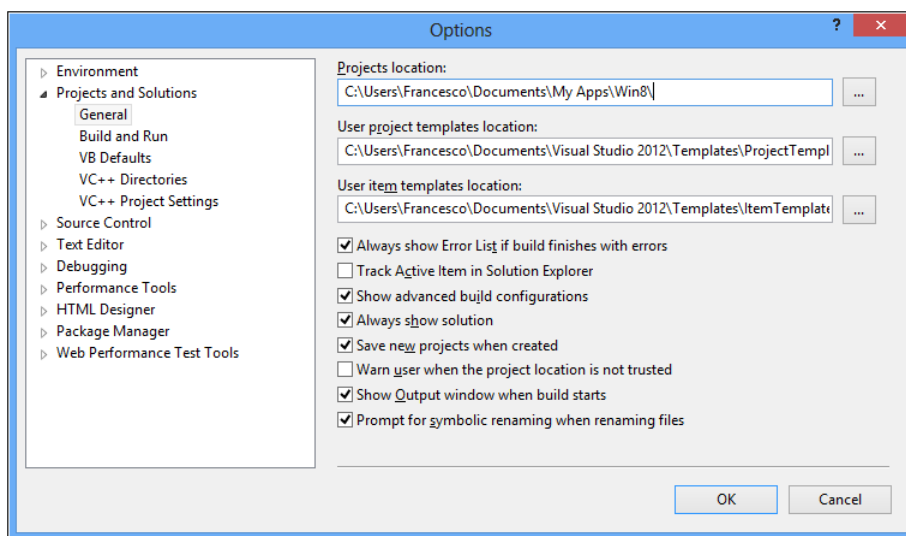 Options
?
×
Environment
Projects and Solutions
General
Build and Run
VB Defaults
VC++ Directories
VC++ Project Settings
Source Control
Text Editor
Debugging
Performance Tools
HTML Designer
Package Manager
Web Performance Test Tools
Projects location:
C:\Users\Francesco\Documents\My Apps\Win8\
...
User project templates location:
C:\Users\Francesco\Documents\Visual Studio 2012\Templates\ProjectTempl
...
User item templates location:
C:\Users\Francesco\Documents\Visual Studio 2012\Templates\ItemTemplate
...
Always show Error List if build finishes with errors
Track Active Item in Solution Explorer
Show advanced build configurations
Always show solution
Save new projects when created
Warn user when the project location is not trusted
Show Output window when build starts
Prompt for symbolic renaming when renaming files
OK
Cancel